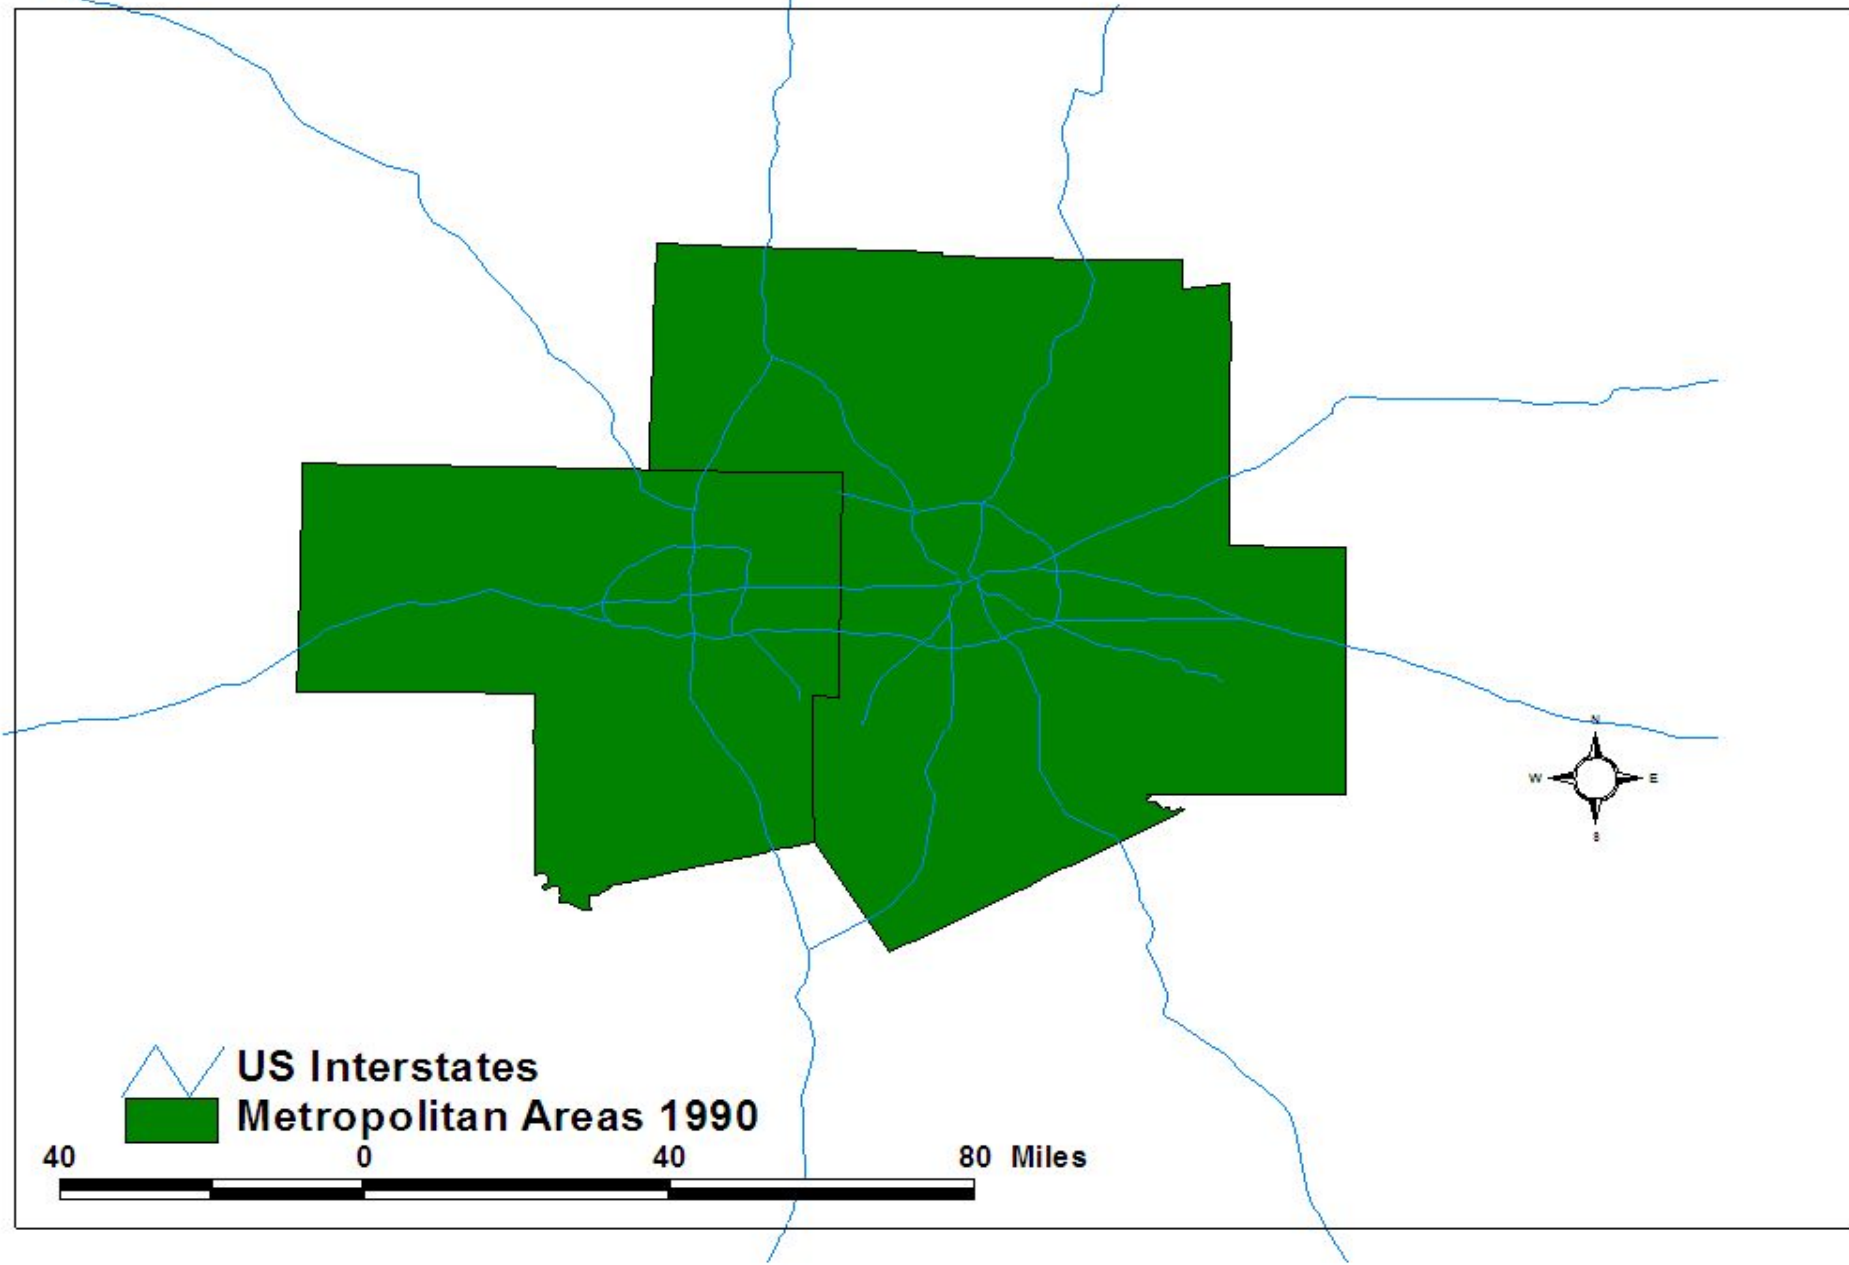 N
W E
S
US Interstates
Metropolitan Areas 1990
40 0 40 80 Miles